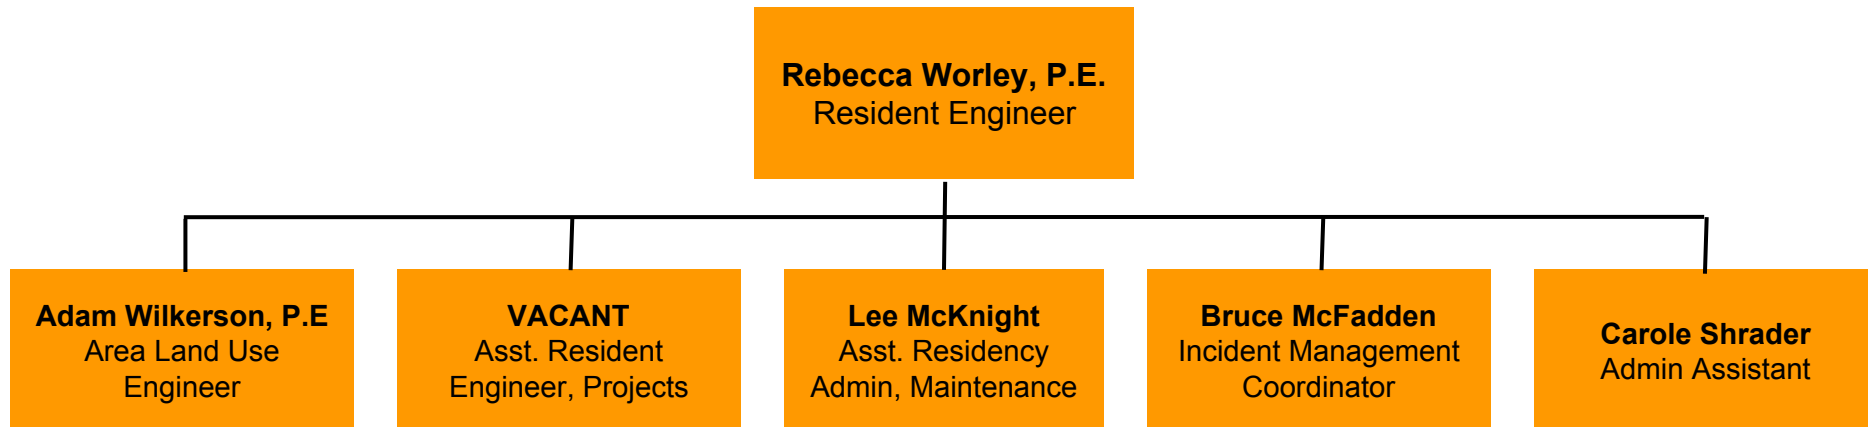 Rebecca Worley, P.E.
Resident Engineer
Adam Wilkerson, P.E
Area Land Use
Engineer
VACANT
Asst. Resident
Engineer, Projects
Lee McKnight
Asst. Residency
Admin, Maintenance
Bruce McFadden
Incident Management
Coordinator
Carole Shrader
Admin Assistant